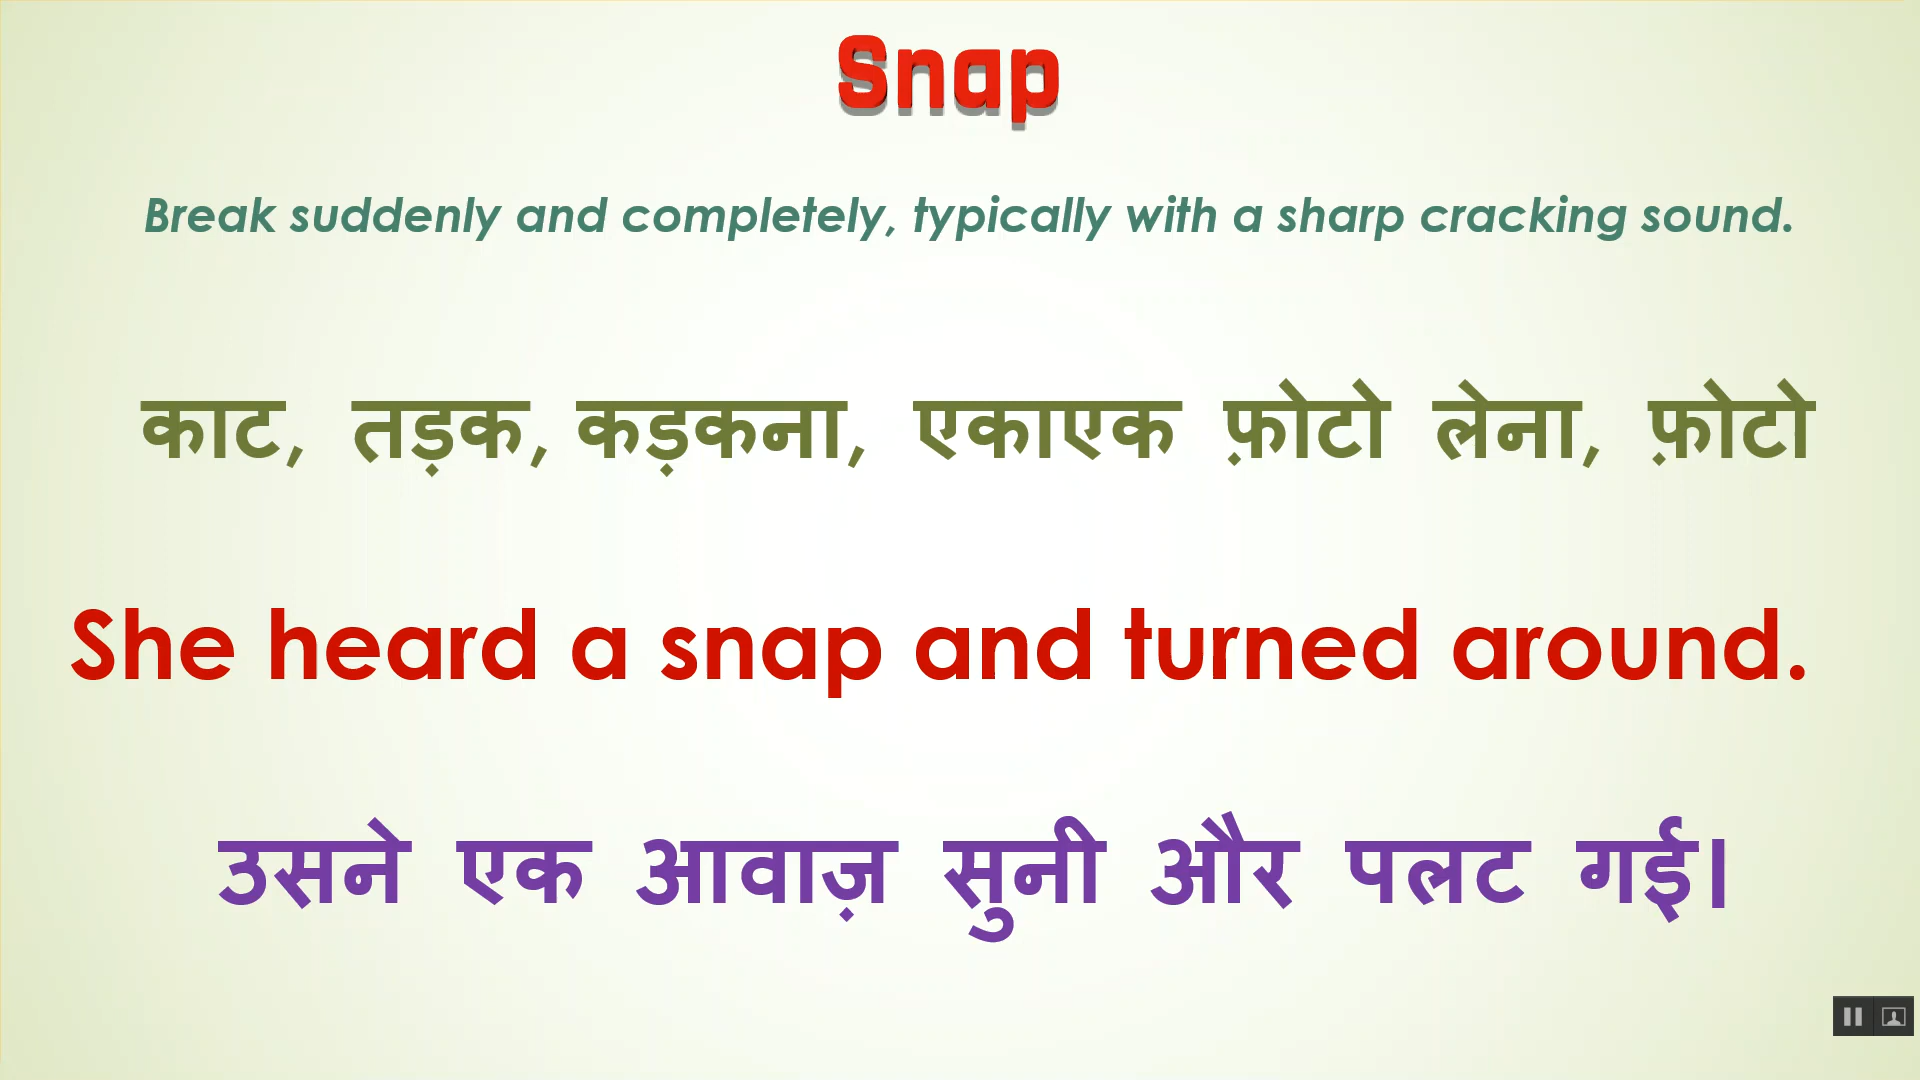 Snap
Break suddenly and completely, typically with a sharp cracking sound.
काट, तड़क, कड़कना, एकाएक फ़ोटो लेना, फ़ोटो
She heard a snap and turned around.
उसने एक आवाज़ सुनी और पलट गई।